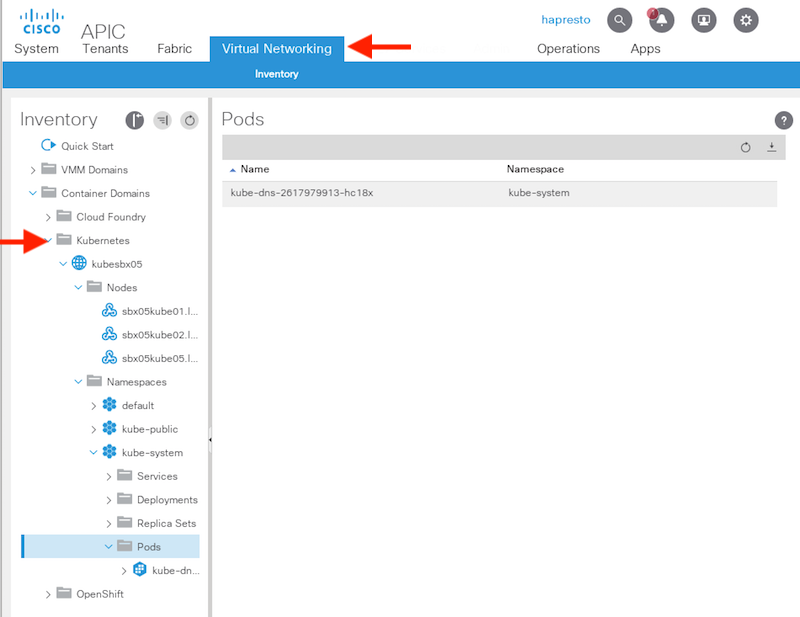 CISCO
APIC
hapresto
System Tenants Fabric Virtual Networking Operations Apps
Inventory
Inventory
Quick Start
VMM Domains
Container Domains
Cloud Foundry
Kubernetes
kubesbx05
Nodes
sbx05kube01.l...
sbx05kube02.l...
sbx05kube05.l...
Namespaces
default
kube-public
kube-system
Services
Deployments
Replica Sets
Pods
kube-dn...
OpenShift
Pods
?
Name Namespace
kube-dns-2617979913-hc18x kube-system